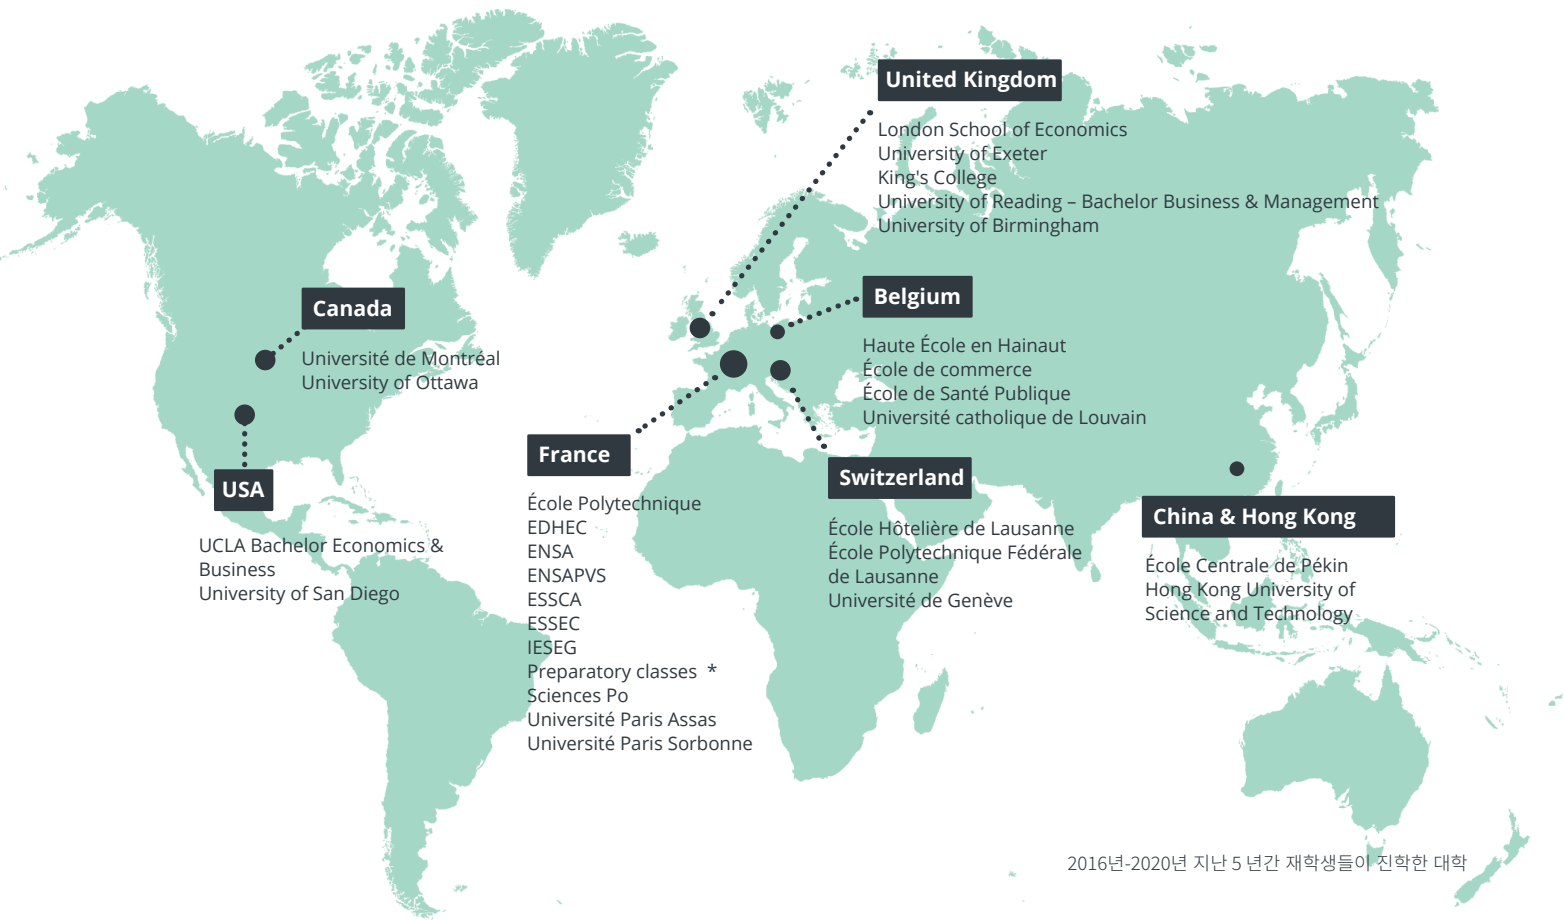 United Kingdom
London School of Economics
University of Exeter
King's College
University of Reading – Bachelor Business & Management
University of Birmingham
Belgium
Haute École en Hainaut
École de commerce
École de Santé Publique
Université catholique de Louvain
Canada
Université de Montréal
University of Ottawa
USA
UCLA Bachelor Economics &
Business
University of San Diego
France
École Polytechnique
EDHEC
ENSA
ENSAPVS
ESSCA
ESSEC
IESEG
Preparatory classes *
Sciences Po
Université Paris Assas
Université Paris Sorbonne
Switzerland
École Hôtelière de Lausanne
École Polytechnique Fédérale
de Lausanne
Université de Genève
China & Hong Kong
École Centrale de Pékin
Hong Kong University of
Science and Technology
2016년-2020년 지난 5 년간 재학생들이 진학한 대학